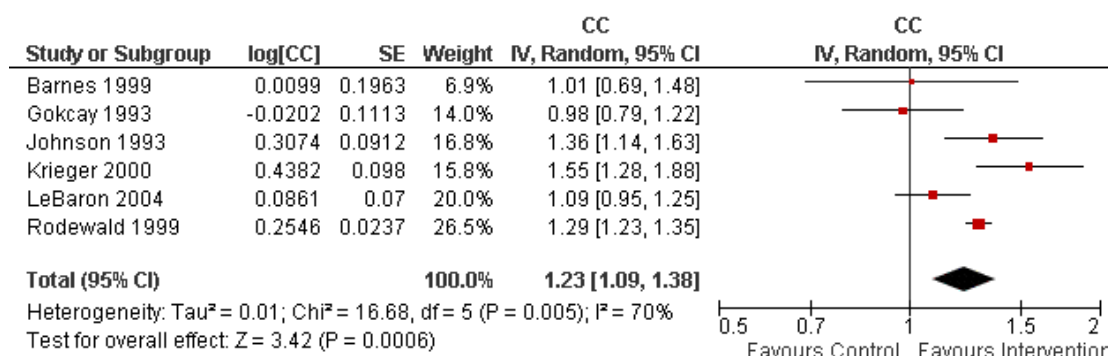 CC CC
Study or Subgroup log[CC] SE Weight IV, Random, 95% CI IV, Random, 95% CI
Barnes 1999 0.0099 0.1963 6.9% 1.01 [0.69, 1.48]
Gokcay 1993 -0.0202 0.1113 14.0% 0.98 [0.79, 1.22]
Johnson 1993 0.3074 0.0912 16.8% 1.36 [1.14, 1.63]
Krieger 2000 0.4382 0.098 15.8% 1.55 [1.28, 1.88]
LeBaron 2004 0.0861 0.07 20.0% 1.09 [0.95, 1.25]
Rodewald 1999 0.2546 0.0237 26.5% 1.29 [1.23, 1.35]
Total (95% CI) 100.0% 1.23 [1.09, 1.38]
Heterogeneity: Tau² = 0.01; Chi² = 16.68, df = 5 (P = 0.005); I² = 70%
Test for overall effect: Z = 3.42 (P = 0.0006)
0.5 0.7 1 1.5 2
Favours Control Favours Intervention